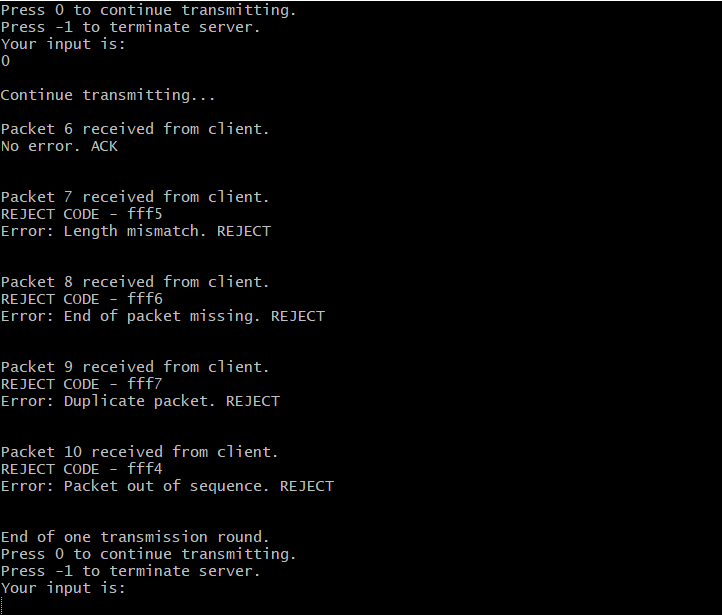 Press 0 to continue transmitting.
Press -1 to terminate server.
Your input is:
0
Continue transmitting...
Packet 6 received from client.
No error. ACK
Packet 7 received from client.
REJECT CODE - fff5
Error: Length mismatch. REJECT
Packet 8 received from client.
REJECT CODE - fff6
Error: End of packet missing. REJECT
Packet 9 received from client.
REJECT CODE - fff7
Error: Duplicate packet. REJECT
Packet 10 received from client.
REJECT CODE - fff4
Error: Packet out of sequence. REJECT
End of one transmission round.
Press 0 to continue transmitting.
Press -1 to terminate server.
Your input is: